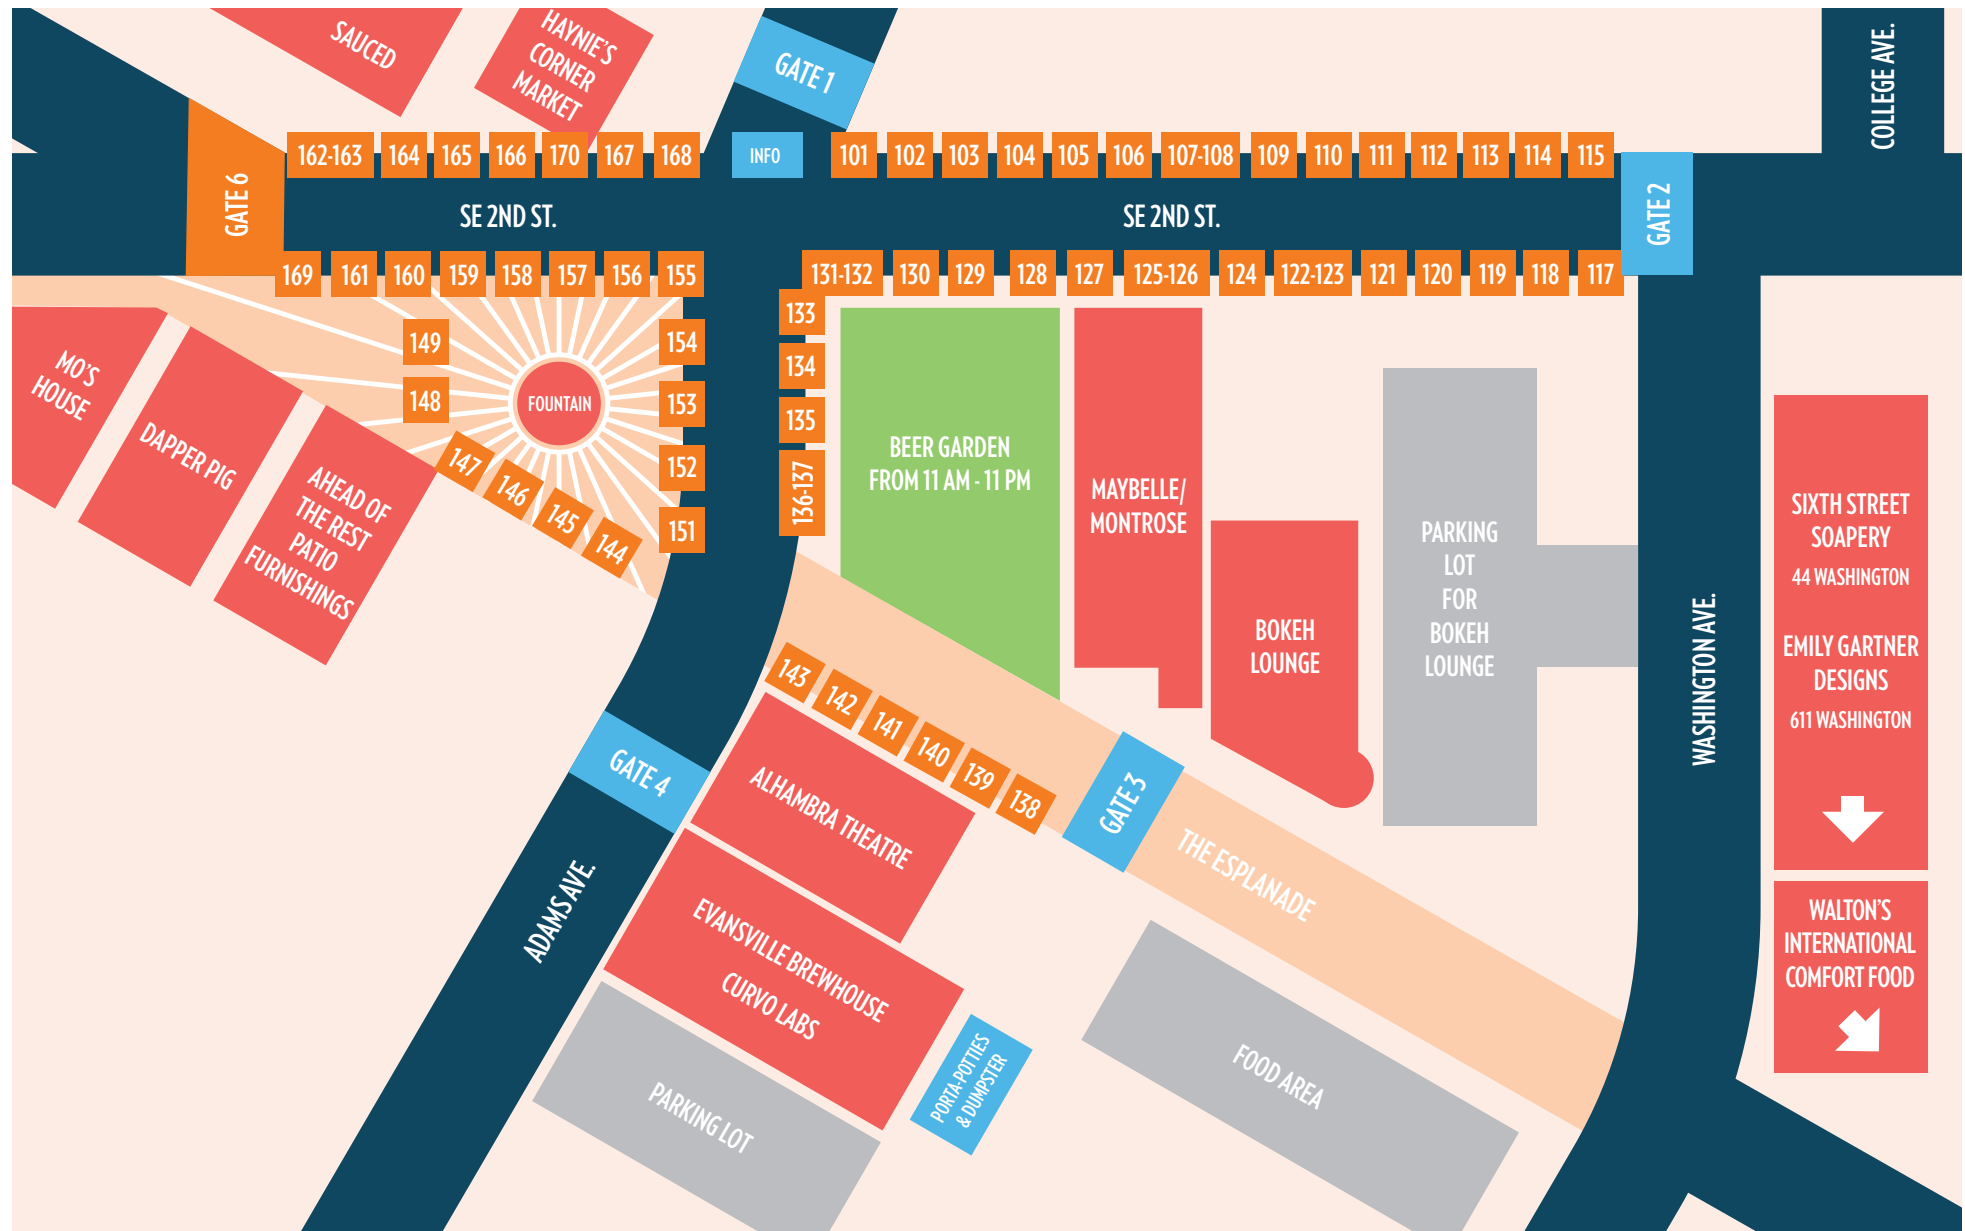 SAUCED
HAYNIE'S
CORNER
MARKET
GATE 1
COLLEGE AVE.
162-163
164
165
166
170
167
168
INFO
101
102
103
104
105
106
107-108
109
110
111
112
113
114
115
GATE 6
SE 2ND ST.
SE 2ND ST.
GATE 2
169
161
160
159
158
157
156
155
131-132
130
129
128
127
125-126
124
122-123
121
120
119
118
117
133
149
154
134
148
153
135
FOUNTAIN
147
152
136-137
146
145
151
144
MO'S
HOUSE
DAPPER PIG
AHEAD OF
THE REST
PATIO
FURNISHINGS
BEER GARDEN
FROM 11 AM - 11 PM
MAYBELLE/
MONTROSE
BOKEH
LOUNGE
PARKING
LOT
FOR
BOKEH
LOUNGE
WASHINGTON AVE.
SIXTH STREET
SOAPERY
44 WASHINGTON
EMILY GARTNER
DESIGNS
611 WASHINGTON
143
142
141
140
139
138
GATE 4
GATE 3
ALHAMBRA THEATRE
THE ESPLANADE
ADAMS AVE.
EVANSVILLE BREWHOUSE
CURVO LABS
WALTON'S
INTERNATIONAL
COMFORT FOOD
PORTA-POTTIES
& DUMPSTER
FOOD AREA
PARKING LOT